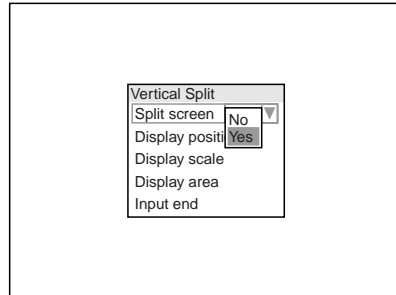 Vertical Split
Split screen
No
Yes
Display positi
Display scale
Display area
Input end